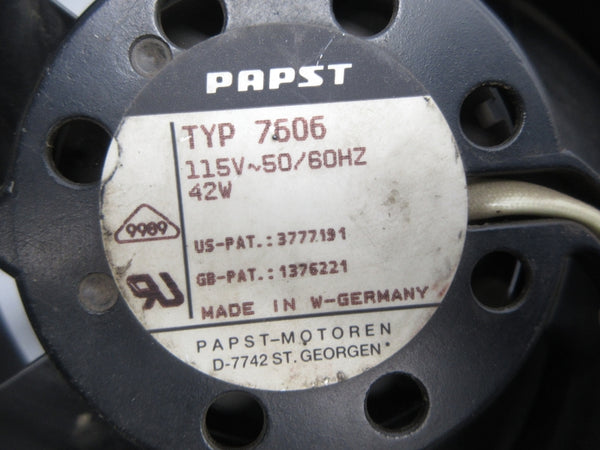 PAPST
TYP 7606
115V~50/60HZ
42W
9989
US-PAT.:3777191
GB-PAT.:1376221
RU
MADE IN W-GERMANY
PAPST-MOTOREN
D-7742 ST. GEORGEN